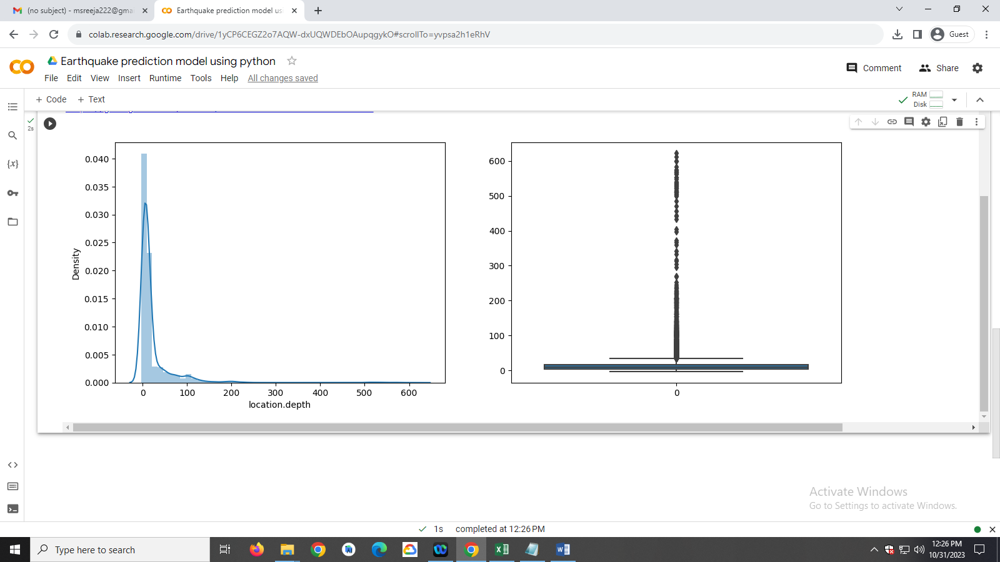 (no subject) - msreeja222@gma
Earthquake prediction model us
colab.research.google.com/drive/1yCP6CEGZ2o7AQW-dxUQWDEbOAupqgykO#scrollTo=yvpsa2h1eRhV
Guest
Earthquake prediction model using python
File Edit View Insert Runtime Tools Help All changes saved
Comment
Share
+ Code + Text
RAM
Disk
2s
{x}
0.040
0.035
0.030
0.025
0.020
0.015
0.010
0.005
0.000
Density
0 100 200 300 400 500 600
location.depth
600
500
400
300
200
100
0
0
Activate Windows
Go to Settings to activate Windows.
1s completed at 12:26 PM
Type here to search
12:26 PM
10/31/2023